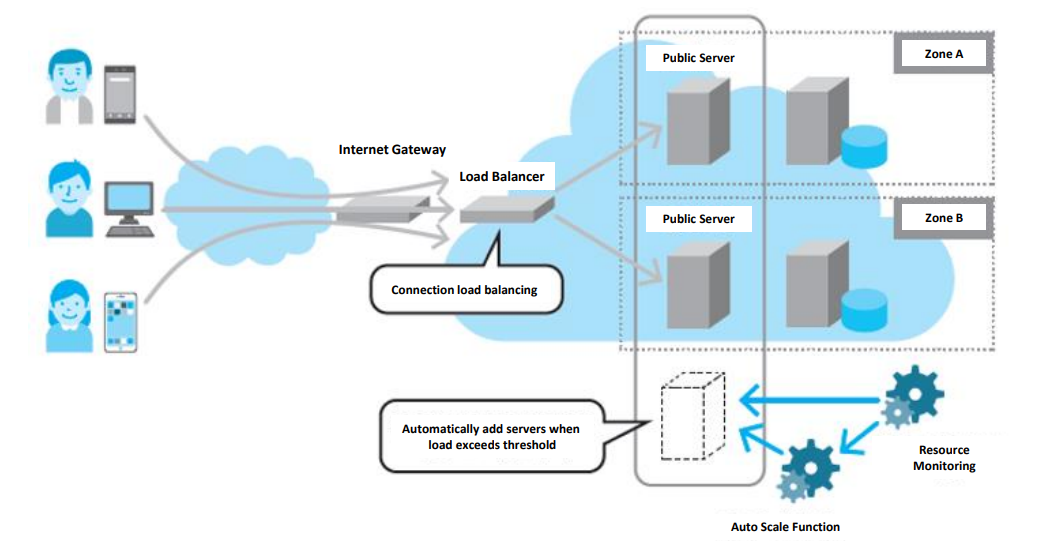 Public Server
Zone A
Internet Gateway
Load Balancer
Public Server
Zone B
Connection load balancing
Automatically add servers when
load exceeds threshold
Resource
Monitoring
Auto Scale Function